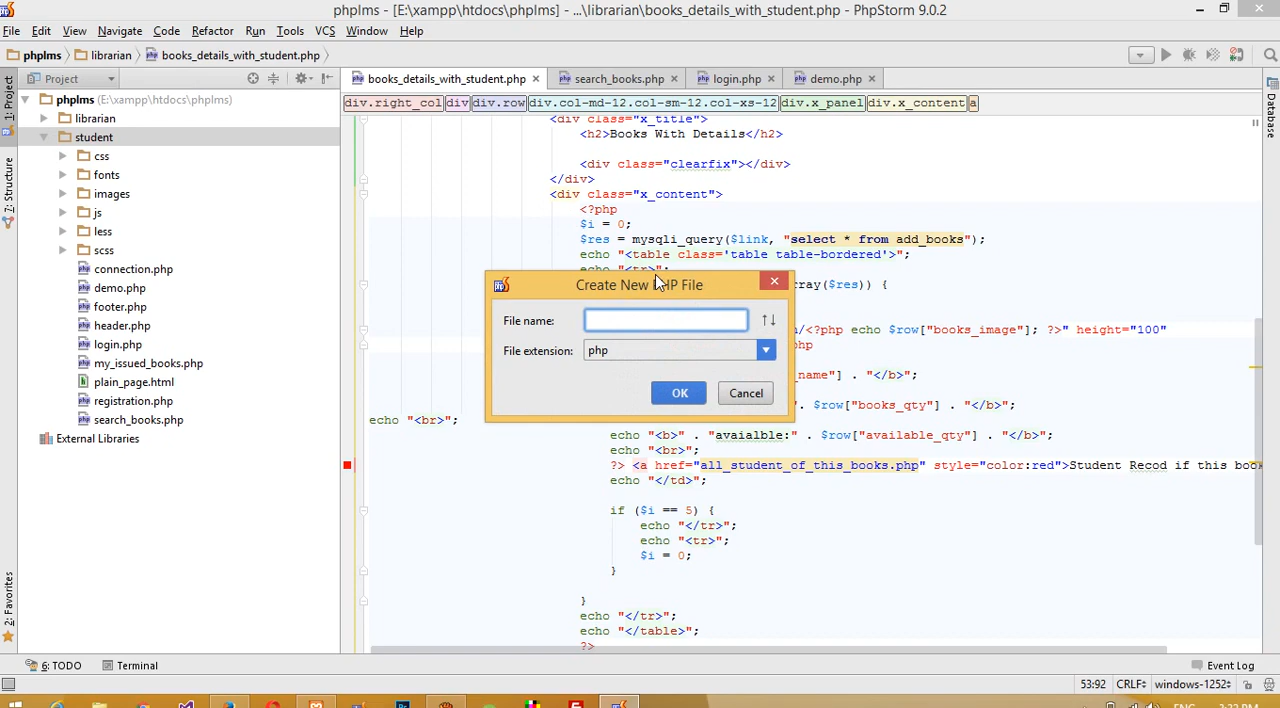 phplms - [E:\xampp\htdocs\phplms] - ...\librarian\books_details_with_student.php - PhpStorm 9.0.2
File Edit View Navigate Code Refactor Run Tools VCS Window Help
phplms librarian books_details_with_student.php
1: Project
Project
books_details_with_student.php search_books.php login.php demo.php
div.right_col div div.row div.col-md-12.col-sm-12.col-xs-12 div.x_panel div.x_content a
phplms (E:\xampp\htdocs\phplms)
librarian
student
css
fonts
images
js
less
scss
connection.php
demo.php
footer.php
header.php
login.php
my_issued_books.php
plain_page.html
registration.php
search_books.php
External Libraries
<div class="x_title">
<h2>Books With Details</h2>
<div class="clearfix"></div>
</div>
<div class="x_content">
<?php
$i = 0;
$res = mysqli_query($link, "select * from add_books");
echo "<table class='table table-bordered'>";
echo "<tr>";
array($res)) {
<?php echo $row["books_image"]; ?>" height="100"
php
_name"] . "</b>";
. $row["books_qty"] . "</b>";
echo "<br>";
echo "<b>" . "avaialble:" . $row["available_qty"] . "</b>";
echo "<br>";
?> <a href="all_student_of_this_books.php" style="color:red">Student Recod if this boo
echo "</td>";
if ($i == 5) {
echo "</tr>";
echo "<tr>";
$i = 0;
}
}
echo "</tr>";
echo "</table>";
?>
Create New PHP File
File name:
File extension: php
OK Cancel
Database
7: Structure
2: Favorites
6: TODO Terminal Event Log
53:92 CRLF windows-1252
ENG